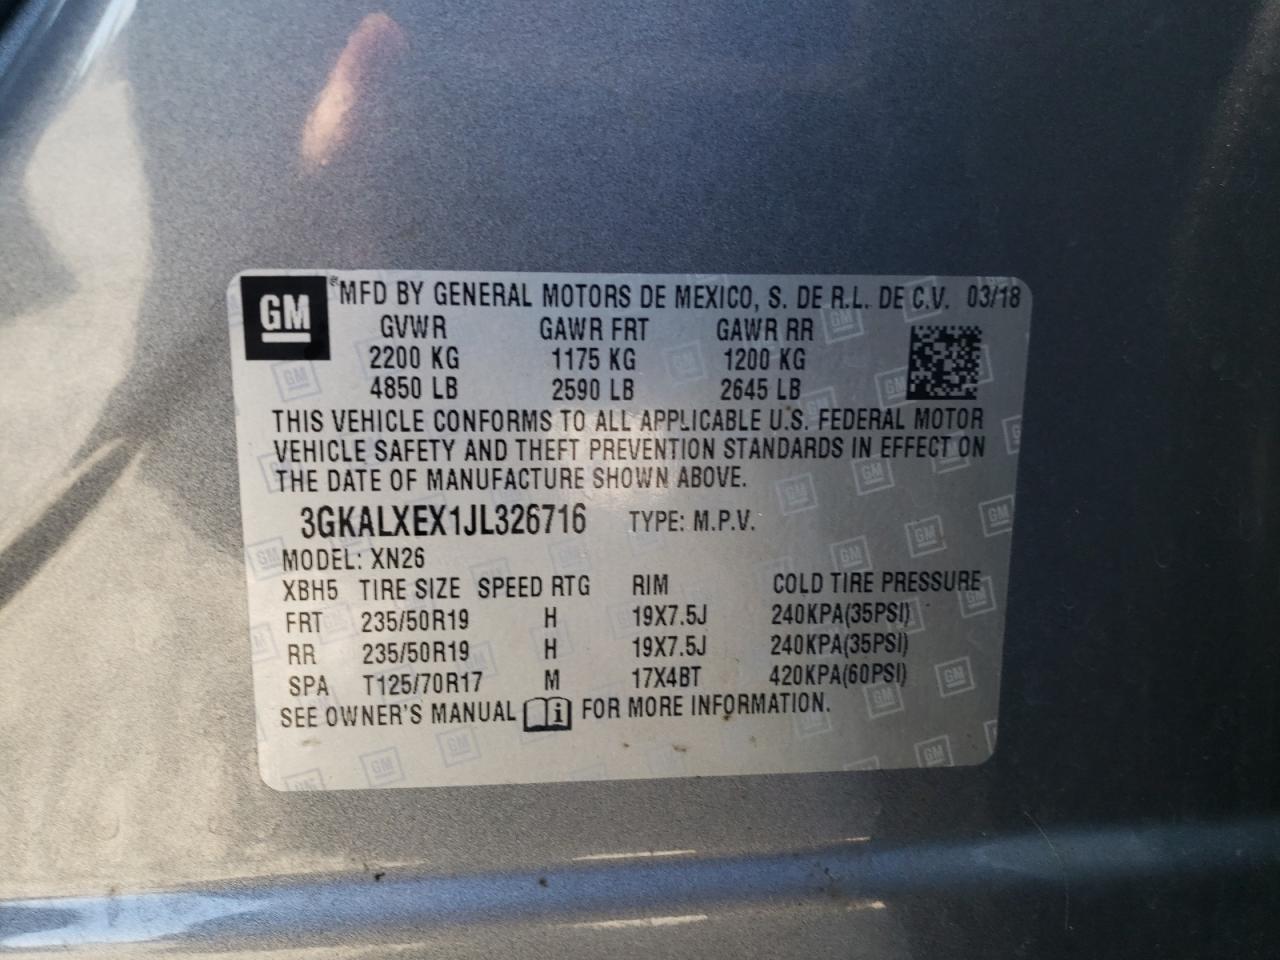 GM
MFD BY GENERAL MOTORS DE MEXICO, S. DE R.L. DE C.V. 03/18
GVWR GAWR FRT GAWR RR
2200 KG 1175 KG 1200 KG
4850 LB 2590 LB 2645 LB
THIS VEHICLE CONFORMS TO ALL APPLICABLE U.S. FEDERAL MOTOR
VEHICLE SAFETY AND THEFT PREVENTION STANDARDS IN EFFECT ON
THE DATE OF MANUFACTURE SHOWN ABOVE.
3GKALXEX1JL326716 TYPE: M.P.V.
MODEL: XN26
XBH5 TIRE SIZE SPEED RTG RIM COLD TIRE PRESSURE
FRT 235/50R19 H 19X7.5J 240KPA(35PSI)
RR 235/50R19 H 19X7.5J 240KPA(35PSI)
SPA T125/70R17 M 17X4BT 420KPA(60PSI)
SEE OWNER'S MANUAL i FOR MORE INFORMATION.